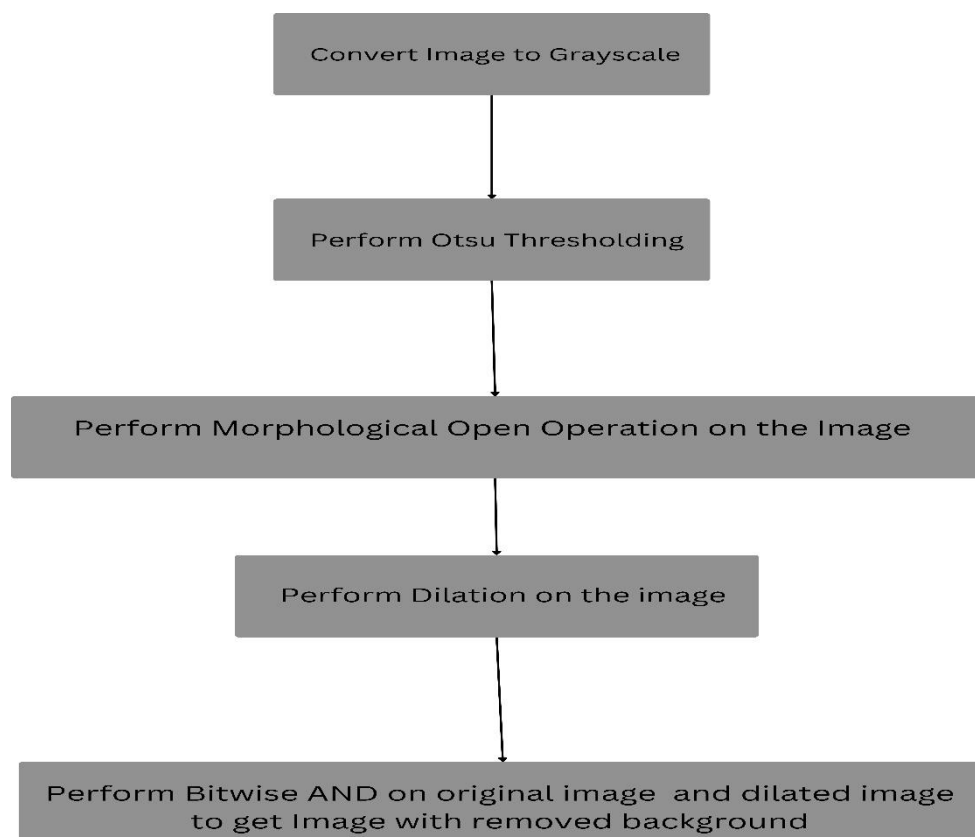 Convert Image to Grayscale
Perform Otsu Thresholding
Perform Morphological Open Operation on the Image
Perform Dilation on the image
Perform Bitwise AND on original image and dilated image
to get Image with removed background